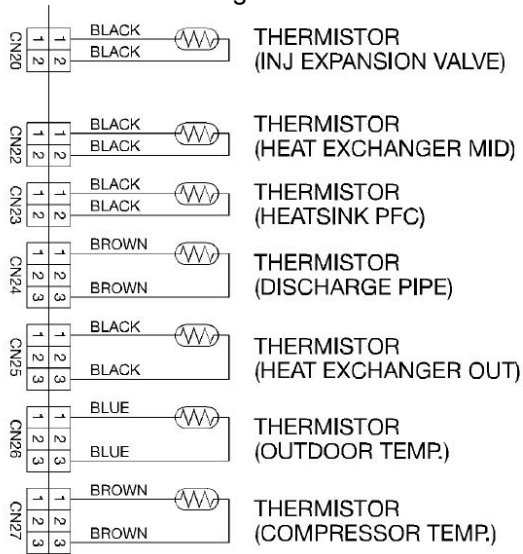 CN20
1 1 BLACK
2 2 BLACK
THERMISTOR
(INJ EXPANSION VALVE)
CN22
1 1 BLACK
2 2 BLACK
THERMISTOR
(HEAT EXCHANGER MID)
CN23
1 1 BLACK
2 2 BLACK
THERMISTOR
(HEATSINK PFC)
CN24
1 1 BROWN
2 2
3 3 BROWN
THERMISTOR
(DISCHARGE PIPE)
CN25
1 1 BLACK
2 2
3 3 BLACK
THERMISTOR
(HEAT EXCHANGER OUT)
CN26
1 1 BLUE
2 2
3 3 BLUE
THERMISTOR
(OUTDOOR TEMP.)
CN27
1 1 BROWN
2 2
3 3 BROWN
THERMISTOR
(COMPRESSOR TEMP.)